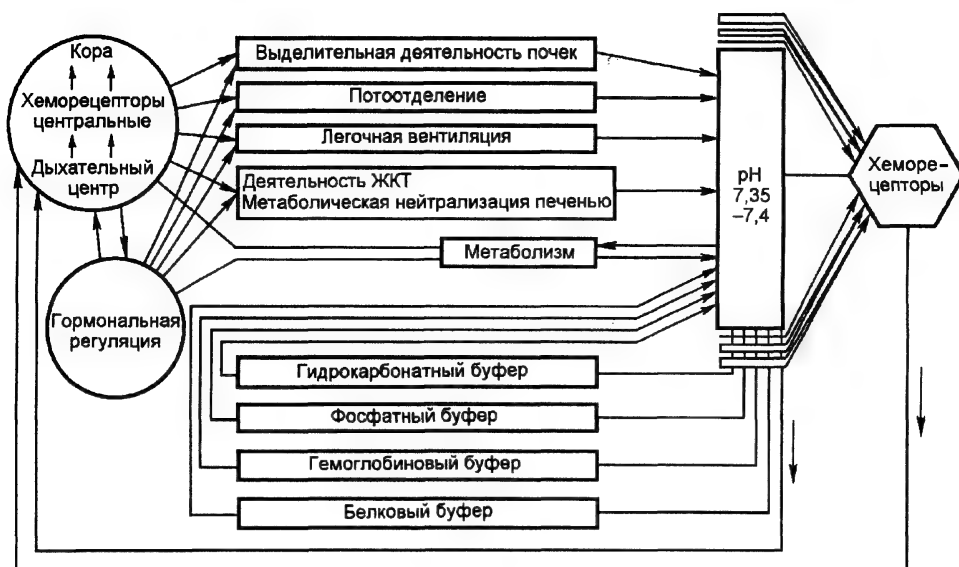 Кора
Хеморецепторы
центральные
Дыхательный
центр
Гормональная
регуляция
Выделительная деятельность почек
Потоотделение
Легочная вентиляция
Деятельность ЖКТ
Метаболическая нейтрализация печенью
Метаболизм
Гидрокарбонатный буфер
Фосфатный буфер
Гемоглобиновый буфер
Белковый буфер
pH
7,35
–7,4
Хеморе-
цепторы